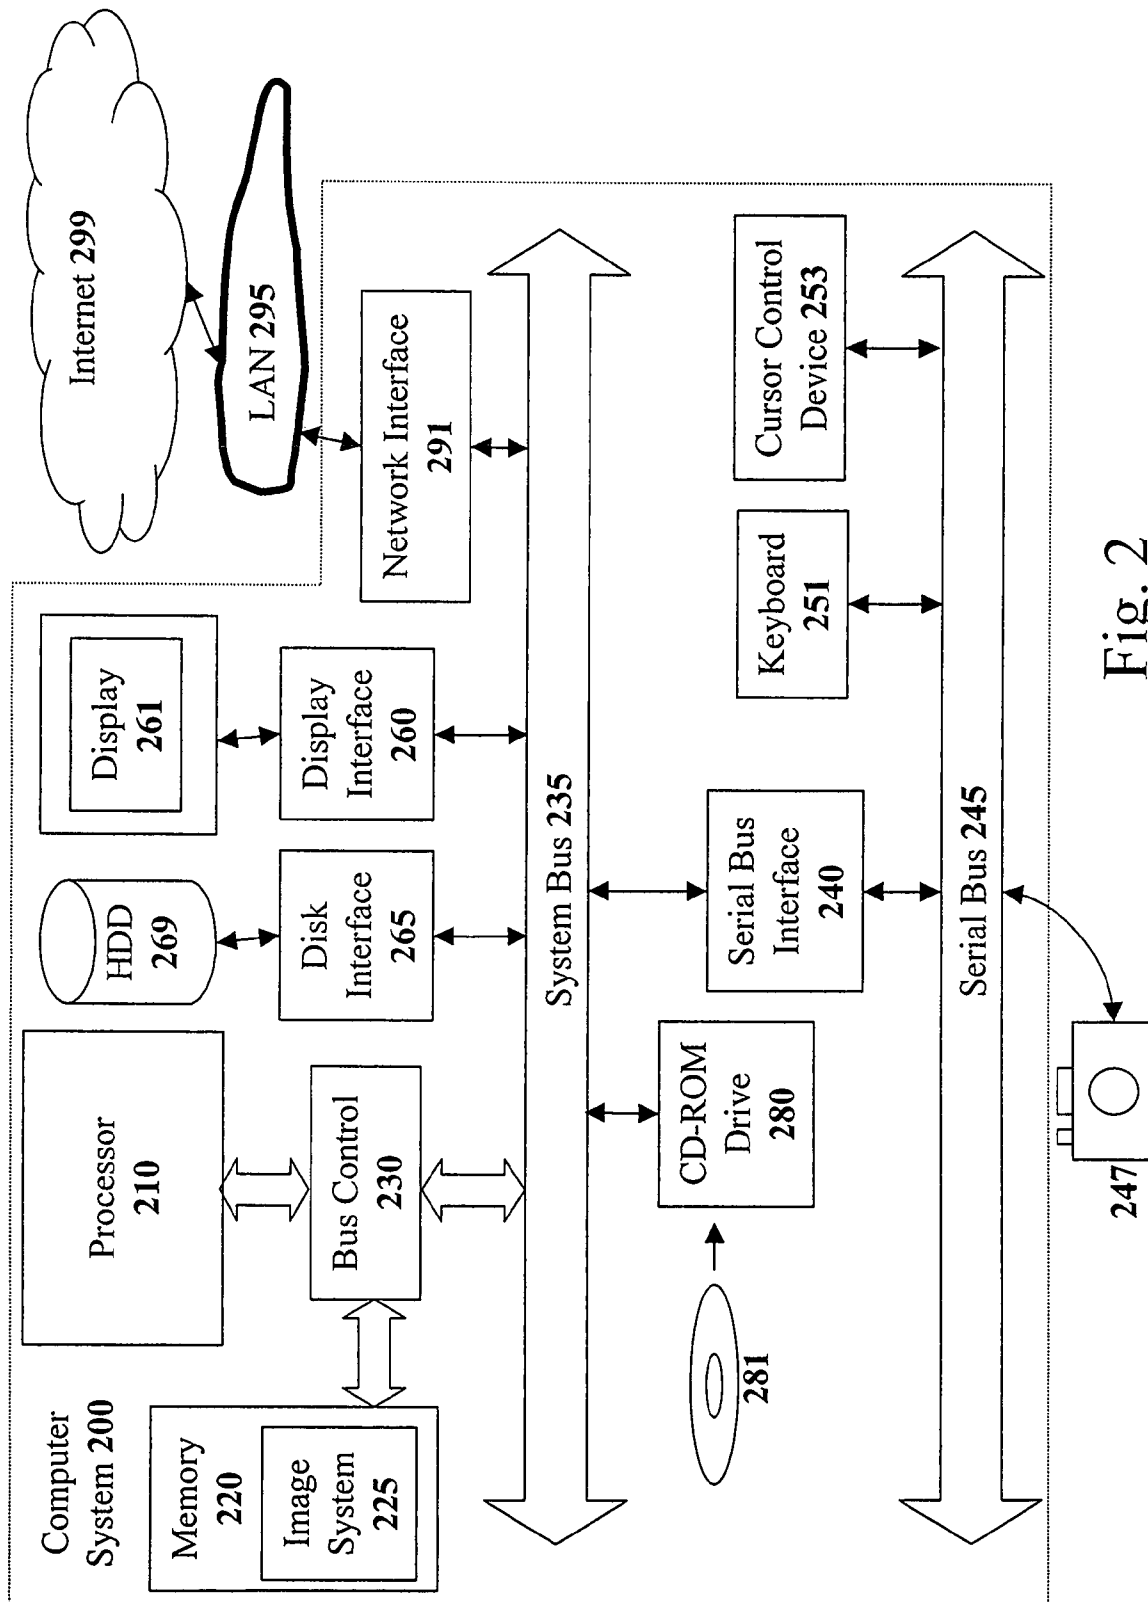 Computer
System 200
Processor
210
HDD
269
Display
261
Internet 299
LAN 295
Memory
220
Image
System
225
Bus Control
230
Disk
Interface
265
Display
Interface
260
Network Interface
291
System Bus 235
281
CD-ROM
Drive
280
Serial Bus
Interface
240
Keyboard
251
Cursor Control
Device 253
Serial Bus 245
247
Fig. 2